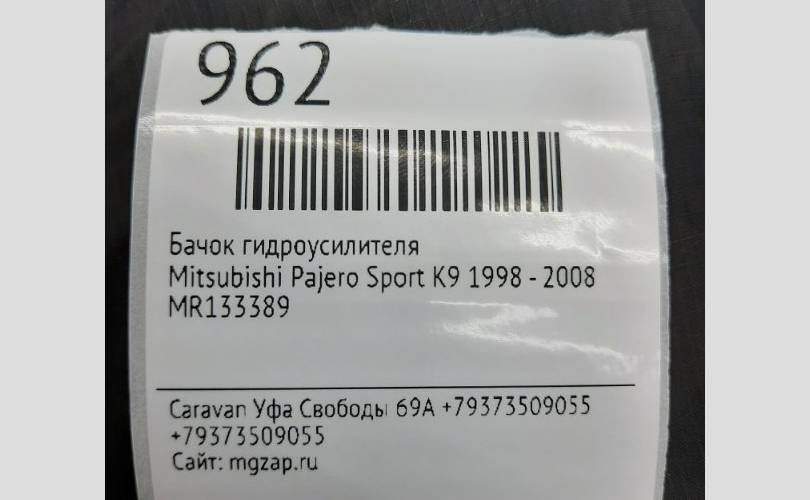 962
Бачок гидроусилителя
Mitsubishi Pajero Sport K9 1998 - 2008
MR133389
Caravan Уфа Свободы 69А +79373509055
+79373509055
Сайт: mgzap.ru